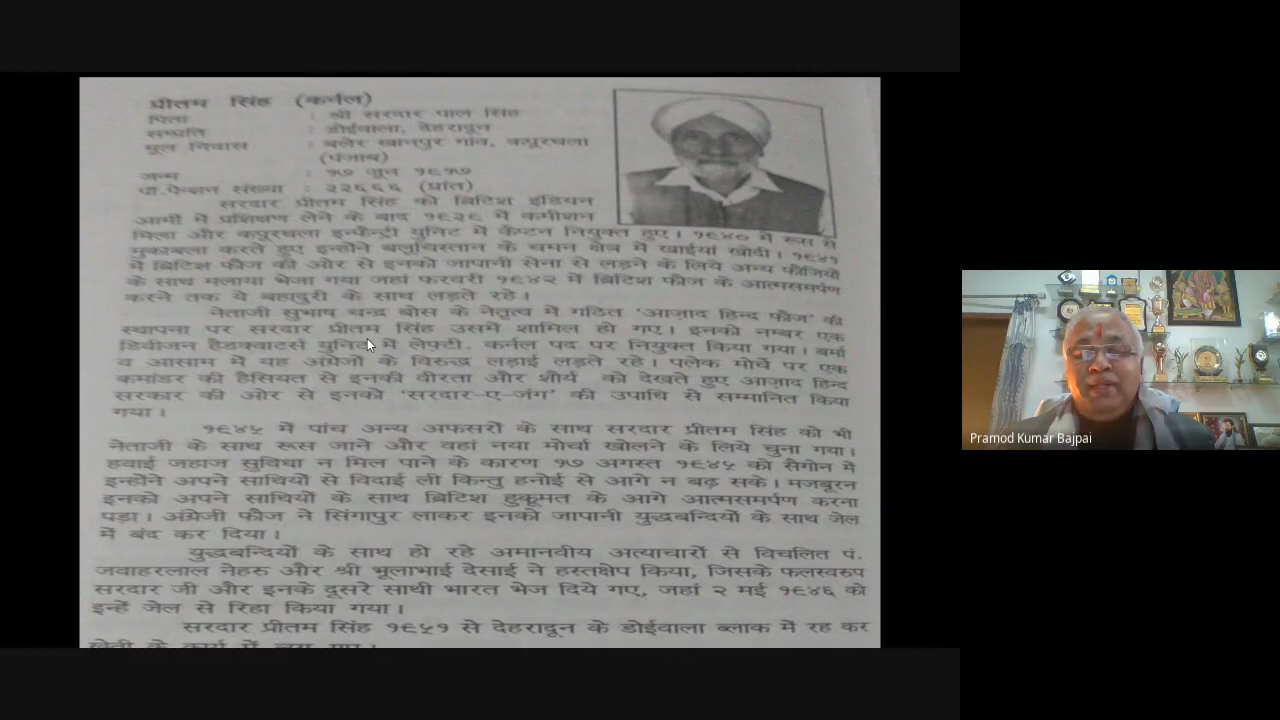 प्रीतम सिंह (कर्नल)
पिता : श्री सरदार पाल सिंह
सम्प्रति : डोईवाला, देहरादून
मूल निवास : बलेर खानपुर गांव, कपूरथला
(पंजाब)
जन्म : १७ जून १९१७
पा.पेन्शन संख्या : २२६६६ (प्रांत)
सरदार प्रीतम सिंह को ब्रिटिश इंडियन
आर्मी में प्रशिक्षण लेने के बाद १९३९ में कमीशन
मिला और कपूरथला इन्फेन्ट्री युनिट में कैप्टन नियुक्त हुए। १९४० में रूस से
मुकाबला करते हुए इन्होंने बलूचिस्तान के चमन क्षेत्र में खाईयां खोदी। १९४१
में ब्रिटिश फौज की ओर से इनको जापानी सेना से लड़ने के लिये अन्य फौजियों
के साथ मलाया भेजा गया जहां फरवरी १९४२ में ब्रिटिश फौज के आत्मसमर्पण
करने तक ये बहादुरी के साथ लड़ते रहे।
नेताजी सुभाष चन्द्र बोस के नेतृत्व में गठित 'आज़ाद हिन्द फौज' की
स्थापना पर सरदार प्रीतम सिंह उसमें शामिल हो गए। इनको नम्बर एक
डिवीजन हैडक्वार्टर्स युनिट में लेफ़्टी. कर्नल पद पर नियुक्त किया गया। बर्मा
व आसाम में यह अंग्रेजों के विरुद्ध लड़ाई लड़ते रहे। पलेक मोर्चे पर एक
कमांडर की हैसियत से इनकी वीरता और शौर्य को देखते हुए आज़ाद हिन्द
सरकार की ओर से इनको 'सरदार-ए-जंग' की उपाधि से सम्मानित किया
गया।
१९४५ में पांच अन्य अफसरों के साथ सरदार प्रीतम सिंह को भी
नेताजी के साथ रूस जाने और वहां नया मोर्चा खोलने के लिये चुना गया।
हवाई जहाज सुविधा न मिल पाने के कारण १७ अगस्त १९४५ को सैगोन में
इन्होंने अपने साथियों से विदाई ली किन्तु हनोई से आगे न बढ़ सके। मजबूरन
इनको अपने साथियों के साथ ब्रिटिश हुकूमत के आगे आत्मसमर्पण करना
पड़ा। अंग्रेजी फौज ने सिंगापुर लाकर इनको जापानी युद्धबन्दियों के साथ जेल
में बंद कर दिया।
युद्धबन्दियों के साथ हो रहे अमानवीय अत्याचारों से विचलित पं.
जवाहरलाल नेहरु और श्री भूलाभाई देसाई ने हस्तक्षेप किया, जिसके फलस्वरुप
सरदार जी और इनके दूसरे साथी भारत भेज दिये गए, जहां २ मई १९४६ को
इन्हें जेल से रिहा किया गया।
सरदार प्रीतम सिंह १९५१ से देहरादून के डोईवाला ब्लाक में रह कर
Pramod Kumar Bajpai